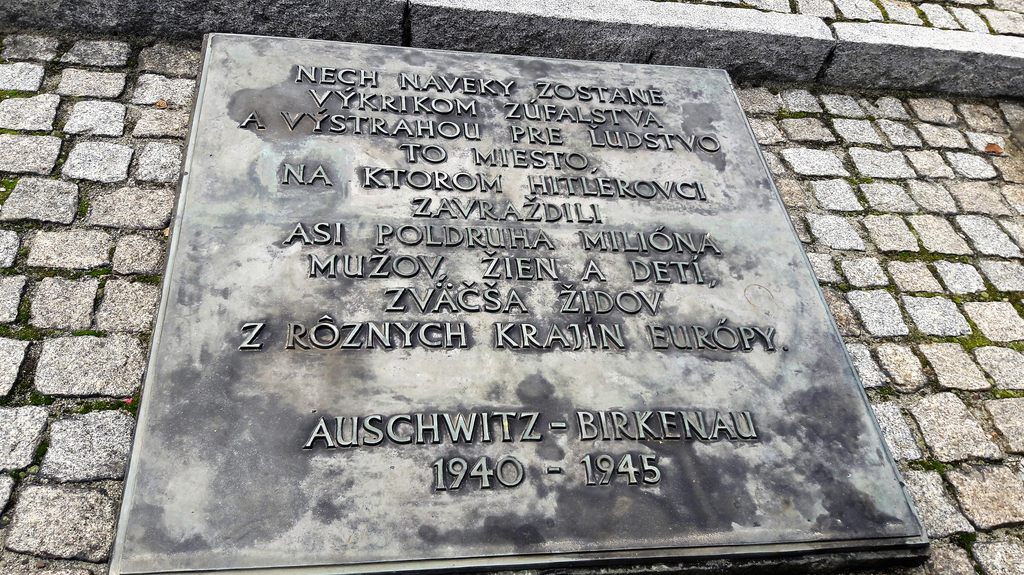 NECH NAVEKY ZOSTANE
VÝKRIKOM ZÚFALSTVA
A VÝSTRAHOU PRE LUDSTVO
TO MIESTO,
NA KTOROM HITLEROVCI
ZAVRAŽDILI
ASI POLDRUHA MILIÓNA
MUŽOV, ŽIEN A DETÍ,
ZVÄČŠA ŽIDOV
Z RÔZNYCH KRAJÍN EURÓPY.
AUSCHWITZ - BIRKENAU
1940 - 1945